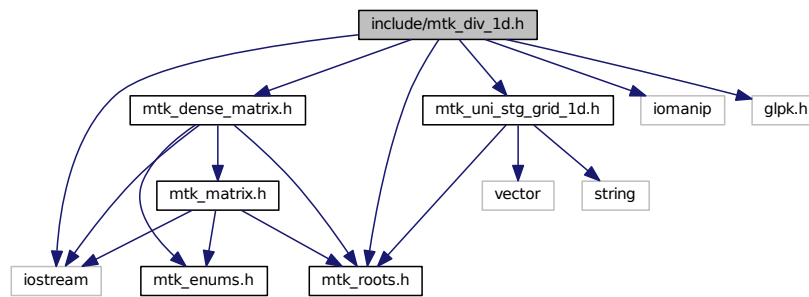 include/mtk_div_1d.h
mtk_dense_matrix.h
mtk_uni_stg_grid_1d.h
iomanip
glpk.h
mtk_matrix.h
vector
string
iostream
mtk_enums.h
mtk_roots.h